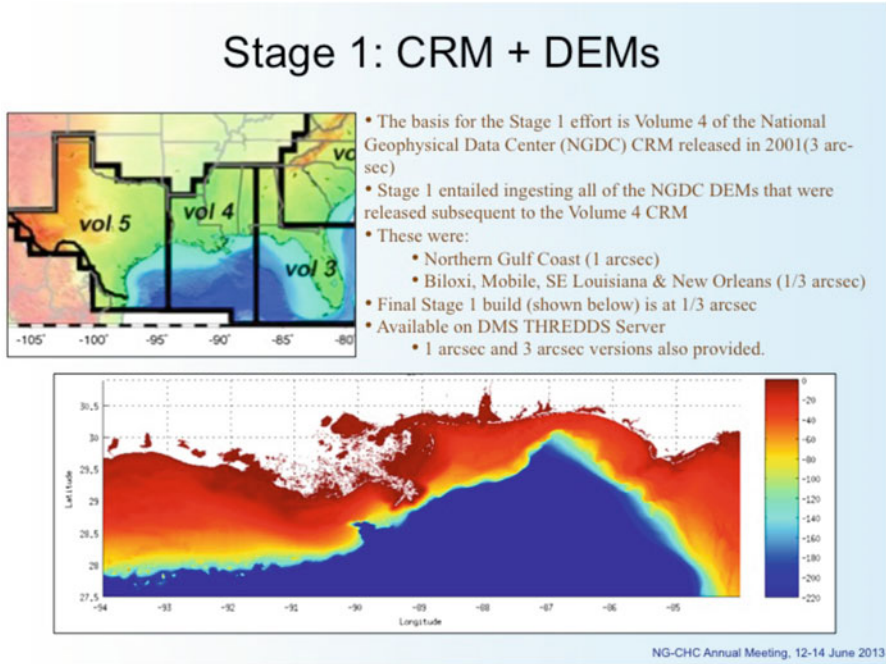 Stage 1: CRM + DEMs
vol 5
vol 4
vol 3
vo
-105° -100° -95° -90° -85° -80°
• The basis for the Stage 1 effort is Volume 4 of the National
Geophysical Data Center (NGDC) CRM released in 2001(3 arc-
sec)
• Stage 1 entailed ingesting all of the NGDC DEMs that were
released subsequent to the Volume 4 CRM
• These were:
• Northern Gulf Coast (1 arcsec)
• Biloxi, Mobile, SE Louisiana & New Orleans (1/3 arcsec)
• Final Stage 1 build (shown below) is at 1/3 arcsec
• Available on DMS THREDDS Server
• 1 arcsec and 3 arcsec versions also provided.
Latitude
30.5
30
29.5
29
28.5
28
27.5
-94 -93 -92 -91 -90 -89 -88 -87 -86 -85
Longitude
0
-20
-40
-60
-80
-100
-120
-140
-160
-180
-200
-220
NG-CHC Annual Meeting, 12-14 June 2013